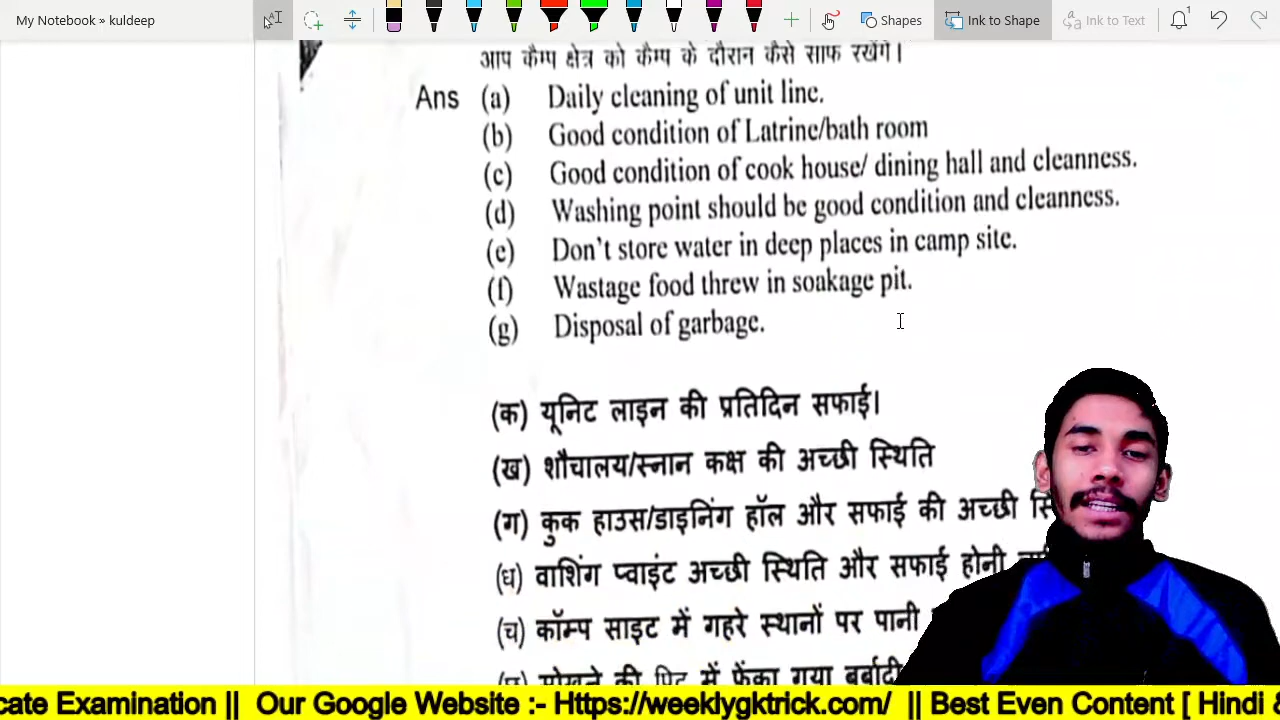 My Notebook » kuldeep
Shapes
Ink to Shape
Ink to Text
आप कैम्प क्षेत्र को कैम्प के दौरान कैसे साफ रखेंगे।
Ans (a) Daily cleaning of unit line.
(b) Good condition of Latrine/bath room
(c) Good condition of cook house/ dining hall and cleanness.
(d) Washing point should be good condition and cleanness.
(e) Don't store water in deep places in camp site.
(f) Wastage food threw in soakage pit.
(g) Disposal of garbage.
(क) यूनिट लाइन की प्रतिदिन सफाई।
(ख) शौचालय/स्नान कक्ष की अच्छी स्थिति
(ग) कुक हाउस/डाइनिंग हॉल और सफाई की अच्छी
(घ) वाशिंग प्वाइंट अच्छी स्थिति और सफाई होनी
(च) कॉम्प साइट में गहरे स्थानों पर पानी
की पिट में फेंका गया बर्बादी
cate Examination || Our Google Website :- Https://weeklygktrick.com/ || Best Even Content [ Hindi &